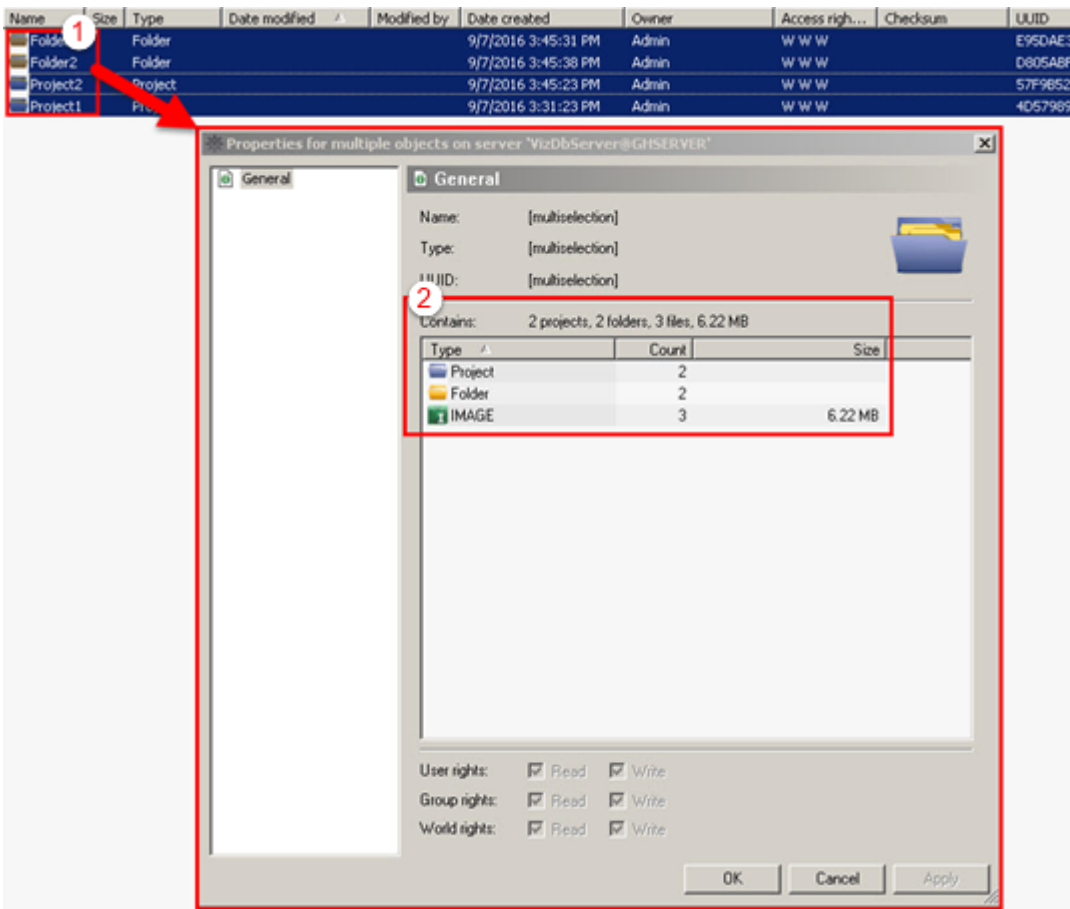 Name Size Type Date modified Modified by Date created Owner Access righ... Checksum UUID
1
Folde Folder 9/7/2016 3:45:31 PM Admin W W W E95DAE3
Folder2 Folder 9/7/2016 3:45:38 PM Admin W W W D805ABF
Project2 Project 9/7/2016 3:45:23 PM Admin W W W 57F9B52
Project1 9/7/2016 3:31:23 PM Admin W W W 4D57989
Properties for multiple objects on server 'VizDbServer@GHSERVER'
General
General
Name: [multiselection]
Type: [multiselection]
UUID: [multiselection]
2
Contains: 2 projects, 2 folders, 3 files, 6.22 MB
Type Count Size
Project 2
Folder 2
IMAGE 3 6.22 MB
User rights: Read Write
Group rights: Read Write
World rights: Read Write
OK Cancel Apply